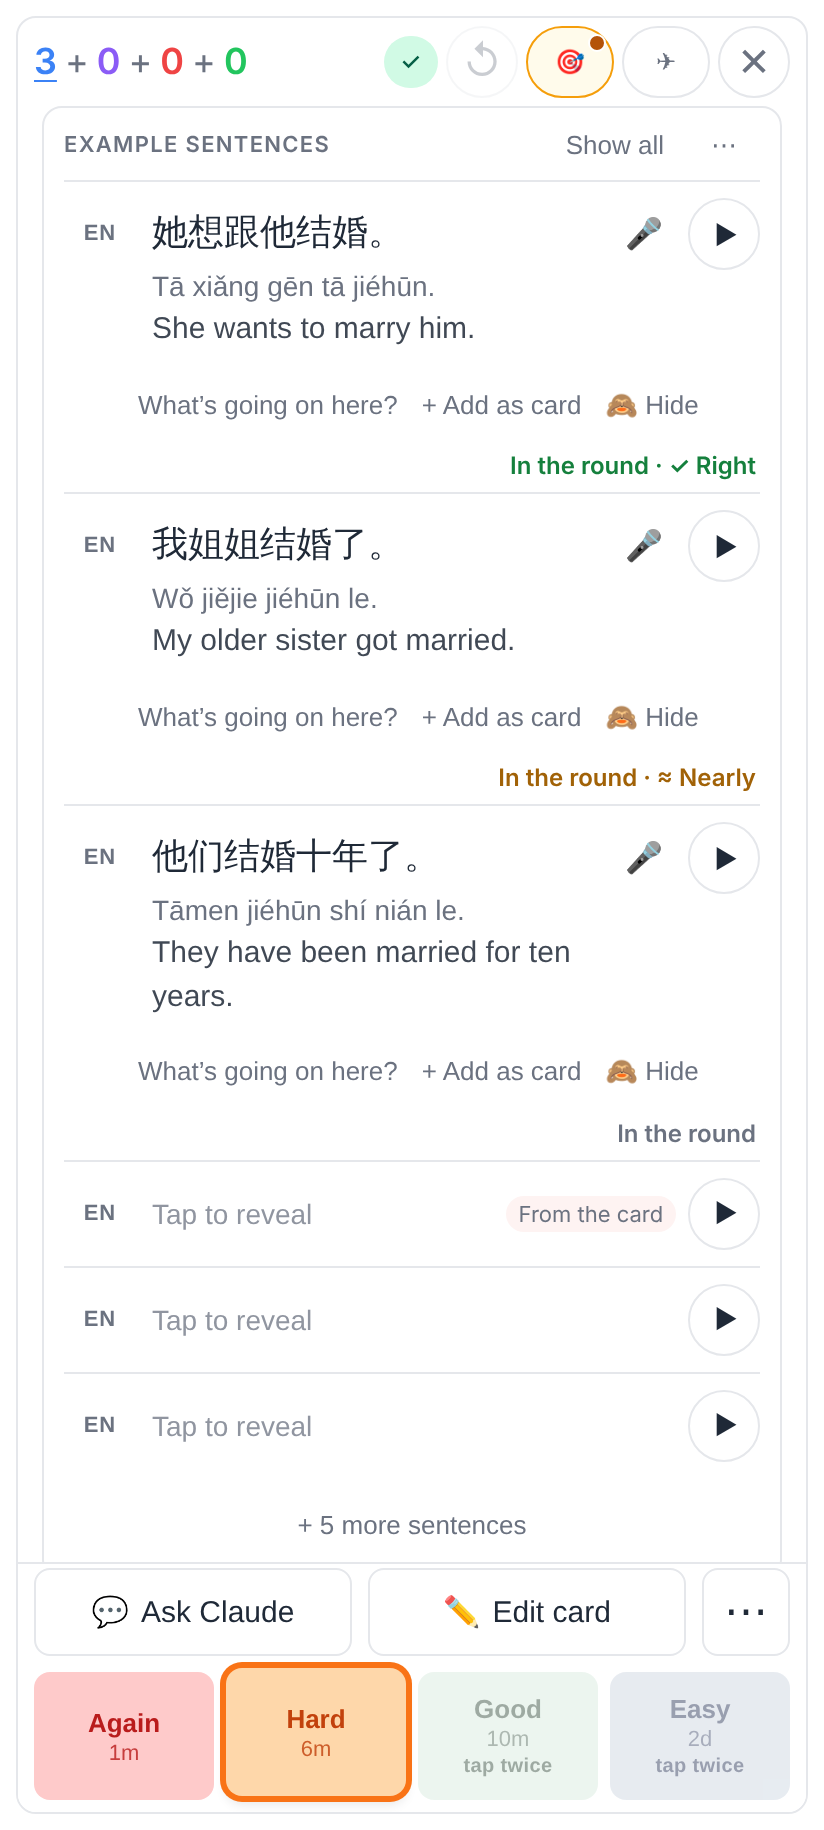 3 + 0 + 0 + 0
EXAMPLE SENTENCES Show all ⋯
EN 她想跟他结婚。
Tā xiǎng gēn tā jiéhūn.
She wants to marry him.
What’s going on here? + Add as card 🙈 Hide
In the round · ✓ Right
EN 我姐姐结婚了。
Wǒ jiějie jiéhūn le.
My older sister got married.
What’s going on here? + Add as card 🙈 Hide
In the round · ≈ Nearly
EN 他们结婚十年了。
Tāmen jiéhūn shí nián le.
They have been married for ten
years.
What’s going on here? + Add as card 🙈 Hide
In the round
EN Tap to reveal From the card
EN Tap to reveal
EN Tap to reveal
+ 5 more sentences
💬 Ask Claude ✏️ Edit card ⋯
Again Hard Good Easy
1m 6m 10m 2d
tap twice tap twice